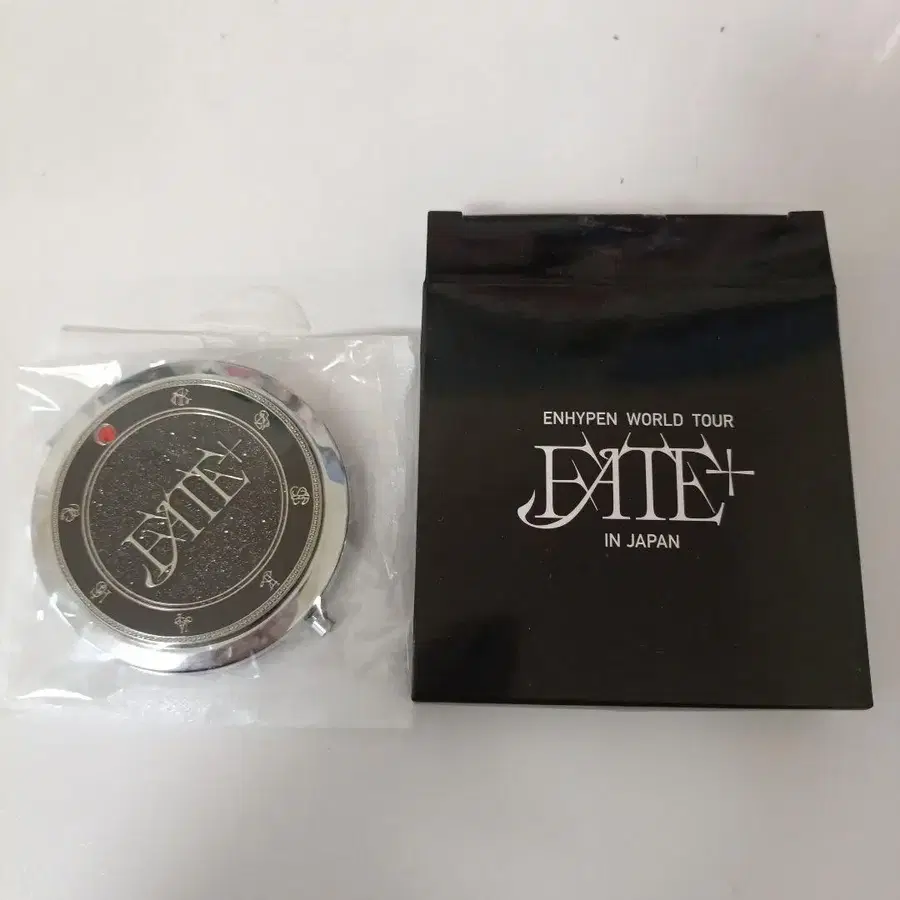 FATE+
ENHYPEN WORLD TOUR
FATE+
IN JAPAN